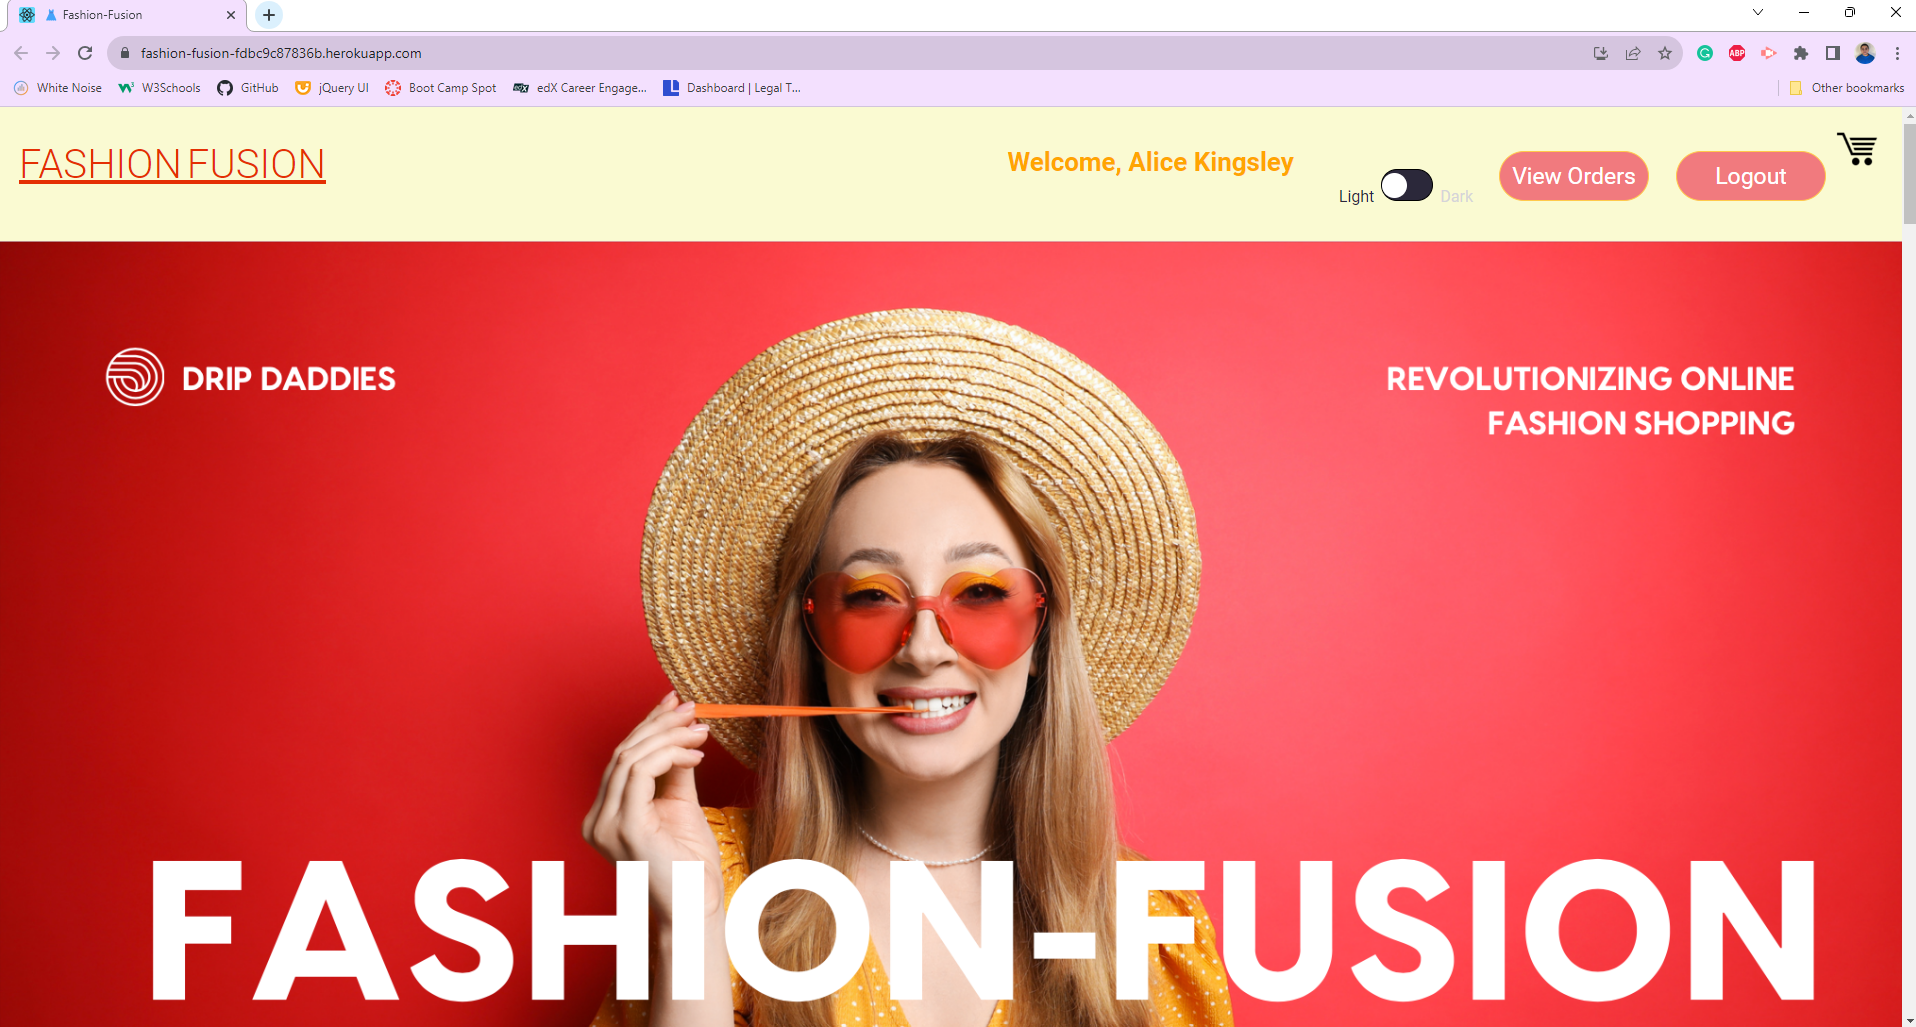 Fashion-Fusion
fashion-fusion-fdbc9c87836b.herokuapp.com
ABP
White Noise
W3Schools
GitHub
jQuery UI
Boot Camp Spot
edX Career Engage...
Dashboard | Legal T...
Other bookmarks
FASHION FUSION
Welcome, Alice Kingsley
Light
Dark
View Orders
Logout
DRIP DADDIES
REVOLUTIONIZING ONLINE
FASHION SHOPPING
FASHION-FUSION